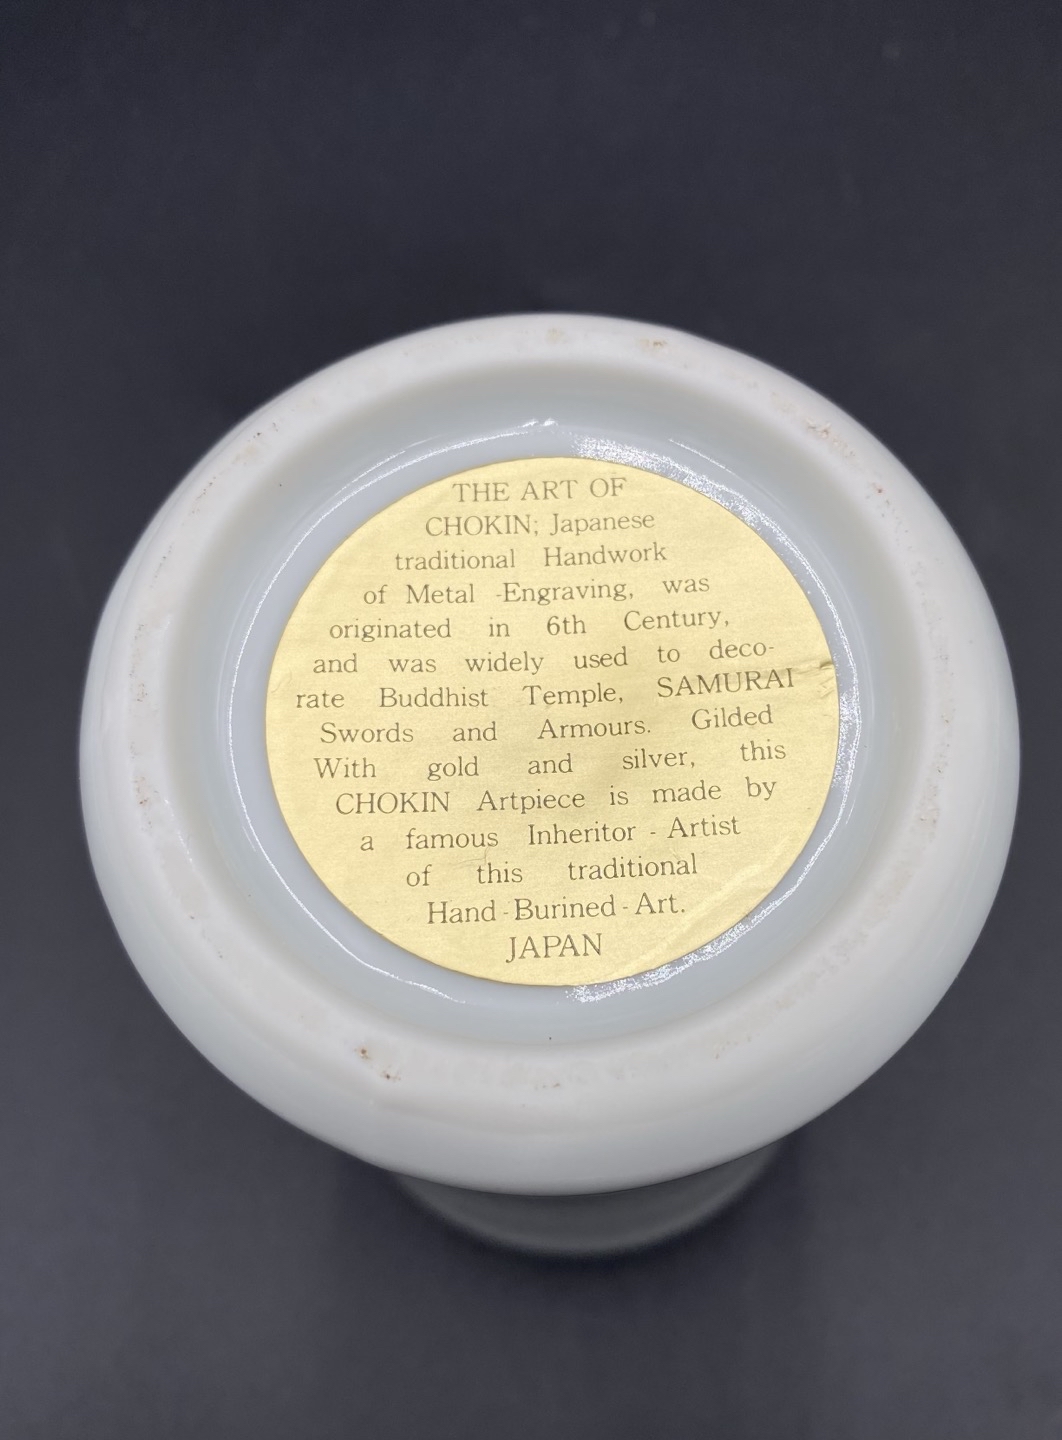 THE ART OF
CHOKIN; Japanese
traditional Handwork
of Metal -Engraving, was
originated in 6th Century,
and was widely used to deco-
rate Buddhist Temple, SAMURAI
Swords and Armours. Gilded
With gold and silver, this
CHOKIN Artpiece is made by
a famous Inheritor - Artist
of this traditional
Hand - Burined - Art.
JAPAN